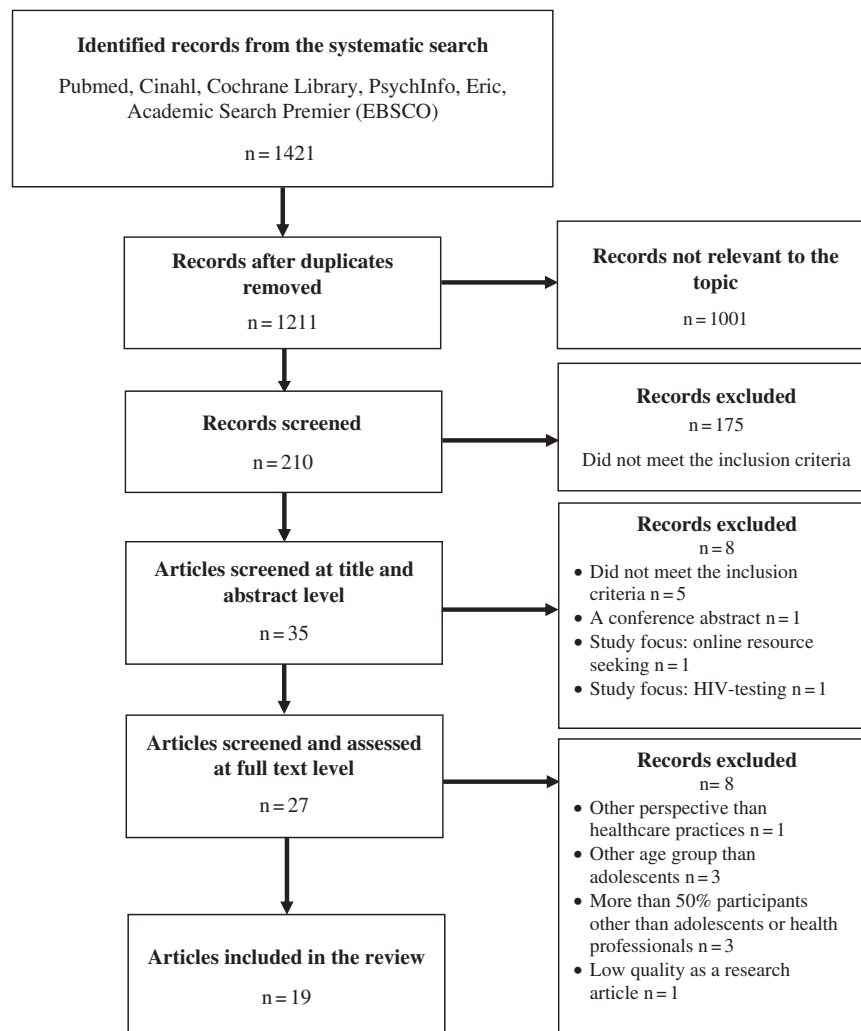 Identified records from the systematic search
Pubmed, Cinahl, Cochrane Library, PsychInfo, Eric,
Academic Search Premier (EBSCO)
n = 1421
Records after duplicates
removed
n = 1211
Records not relevant to the
topic
n = 1001
Records screened
n = 210
Records excluded
n = 175
Did not meet the inclusion criteria
Articles screened at title and
abstract level
n = 35
Records excluded
n = 8
• Did not meet the inclusion
criteria n = 5
• A conference abstract n = 1
• Study focus: online resource
seeking n = 1
• Study focus: HIV-testing n = 1
Articles screened and assessed
at full text level
n = 27
Records excluded
n= 8
• Other perspective than
healthcare practices n = 1
• Other age group than
adolescents n = 3
• More than 50% participants
other than adolescents or health
professionals n = 3
• Low quality as a research
article n = 1
Articles included in the review
n = 19